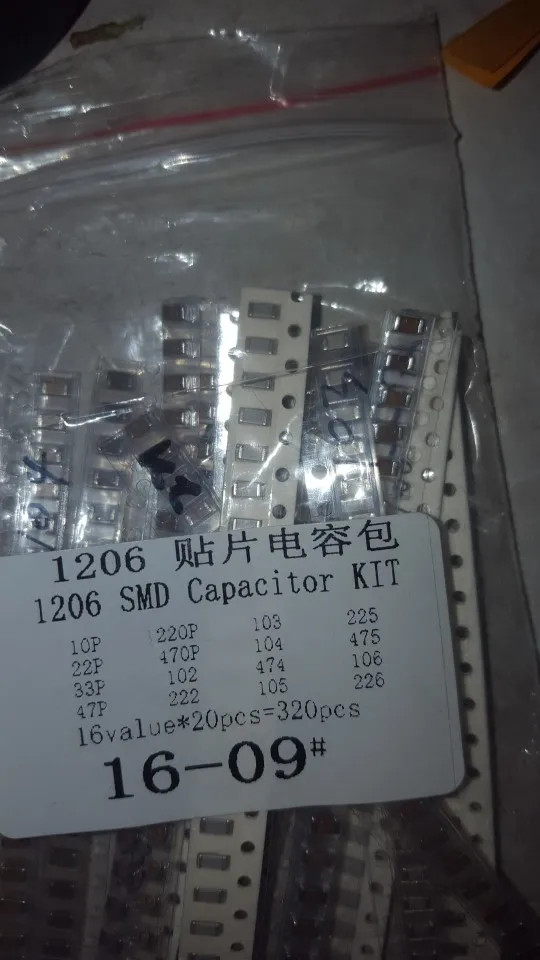 104
1206 贴片电容包
1206 SMD Capacitor KIT
10P 220P 103 225
22P 470P 104 475
33P 102 474 106
47P 222 105 226
16value*20pcs=320pcs
16-09#